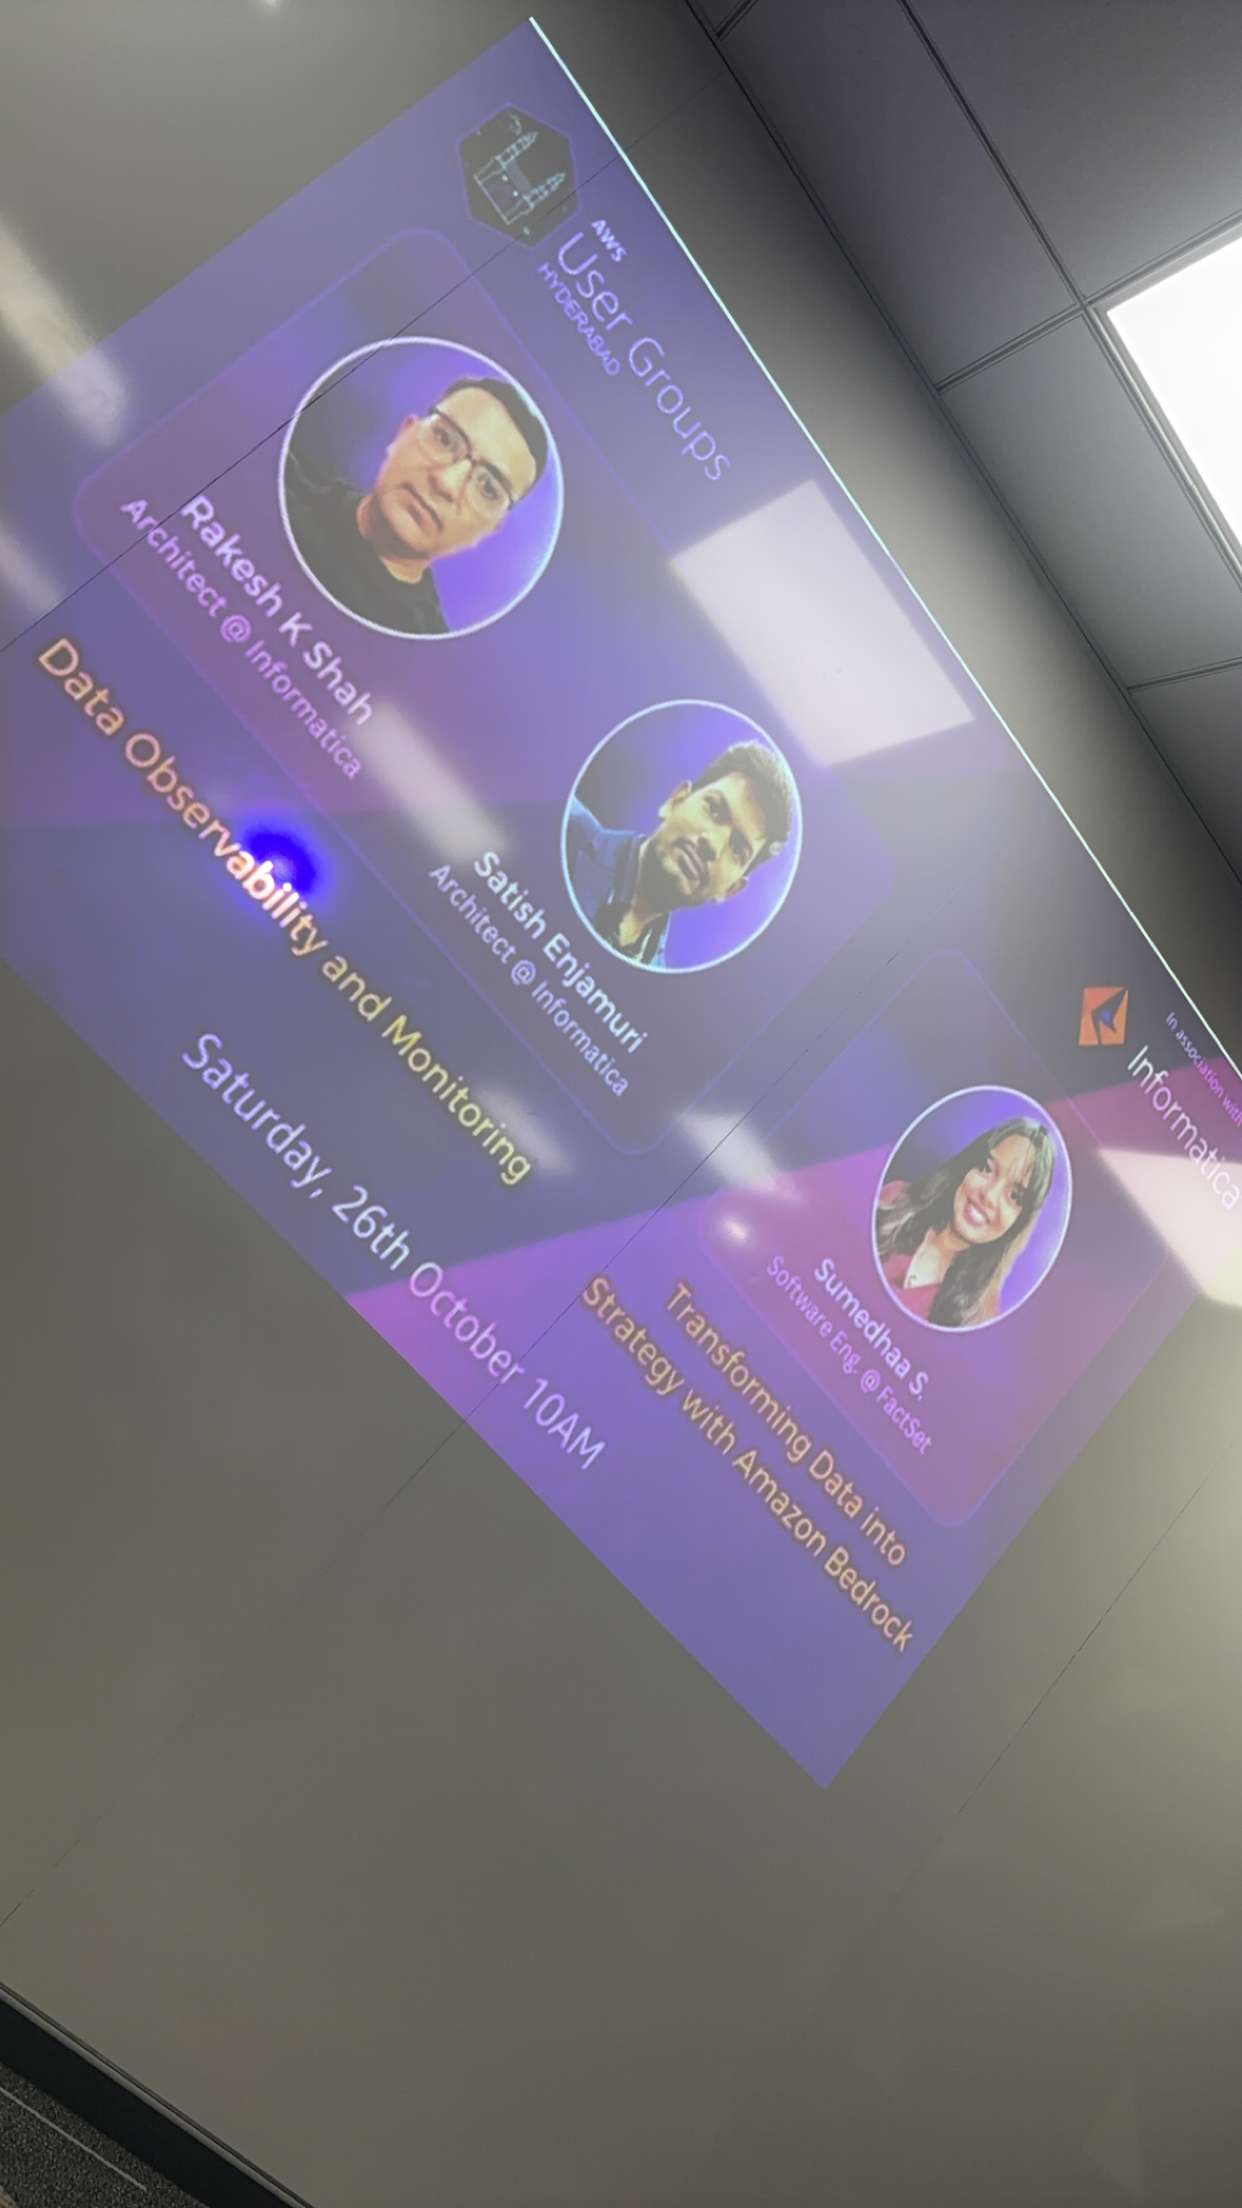 AWS
User Groups
HYDERABAD
In association with
Informatica
Rakesh K Shah
Architect @ Informatica
Satish Enjamuri
Architect @ Informatica
Data Observability and Monitoring
Sumedhaa S.
Software Eng. @ FactSet
Transforming Data into
Strategy with Amazon Bedrock
Saturday, 26th October 10AM